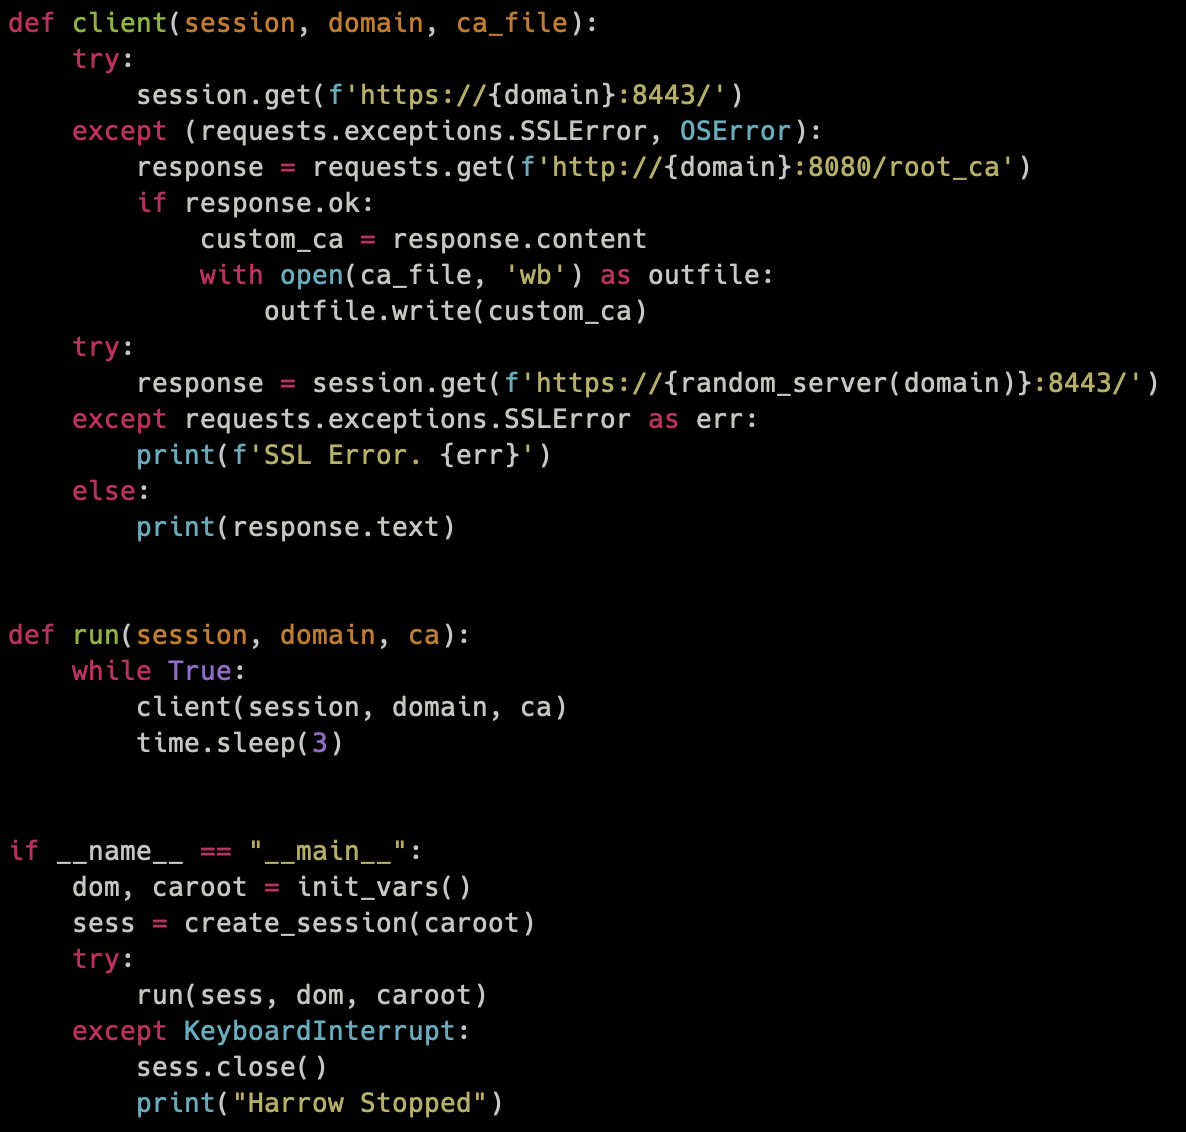 def client(session, domain, ca_file):
    try:
        session.get(f'https://{domain}:8443/')
    except (requests.exceptions.SSLError, OSError):
        response = requests.get(f'http://{domain}:8080/root_ca')
        if response.ok:
            custom_ca = response.content
            with open(ca_file, 'wb') as outfile:
                outfile.write(custom_ca)
    try:
        response = session.get(f'https://{random_server(domain)}:8443/')
    except requests.exceptions.SSLError as err:
        print(f'SSL Error. {err}')
    else:
        print(response.text)


def run(session, domain, ca):
    while True:
        client(session, domain, ca)
        time.sleep(3)


if __name__ == "__main__":
    dom, caroot = init_vars()
    sess = create_session(caroot)
    try:
        run(sess, dom, caroot)
    except KeyboardInterrupt:
        sess.close()
        print("Harrow Stopped")